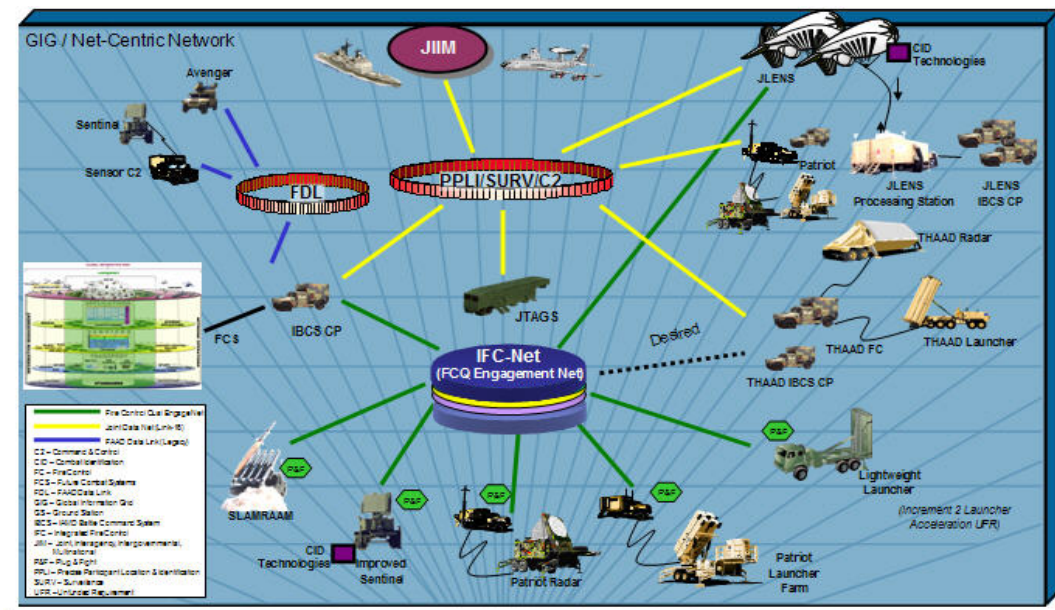 GIG / Net-Centric Network
JIIM
CID
Technologies
JLENS
Avenger
Sentinel
Sensor C2
FDL
PPLI/SURV/C2
Patriot
JLENS
Processing Station
JLENS
IBCS CP
THAAD Radar
FCS
IBCS CP
JTAGS
Desired
THAAD FC
THAAD Launcher
THAAD IBCS CP
IFC-Net
(FCQ Engagement Net)
Fire Control Qual EngageNet
Joint Data Net (Link-16)
FAAD Data Link (Legacy)
C2 – Command & Control
CID – Combat Identification
FC – Fire Control
FCS – Future Combat Systems
FDL – FAAD Data Link
GIG – Global Information Grid
GS – Ground Station
IBCS – IAMD Battle Command System
IFC – Integrated Fire Control
JIIM – Joint, Interagency, Intergovernmental,
Multinational
P&F – Plug & Fight
PPLI – Precise Participant Location & Identification
SURV – Surveillance
UFR – Unfunded Requirement
P&F
SLAMRAAM
P&F
CID
Technologies
Improved
Sentinel
P&F
Patriot Radar
P&F
Patriot
Launcher
Farm
P&F
Lightweight
Launcher
(Increment 2 Launcher
Acceleration UFR)